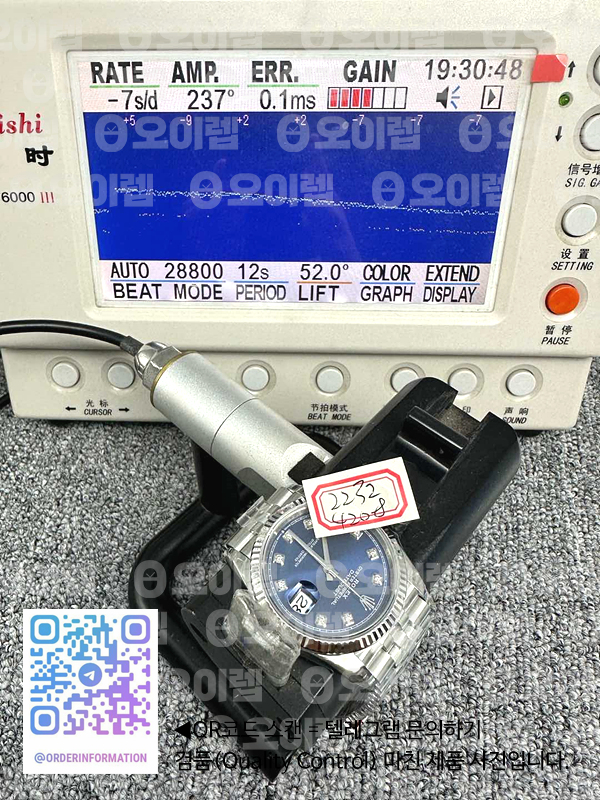 RATE AMP. ERR. GAIN 19:30:48
-7s/d 237° 0.1ms
+5 -9 +2 +2 -7 -7 -7
AUTO 28800 12s 52.0° COLOR EXTEND
BEAT MODE PERIOD LIFT GRAPH DISPLAY
ishi
时
6000 III
SIG.GA
设置
SETTING
暂停
PAUSE
光标
← CURSOR →
节拍模式
BEAT MODE
印
声响
SOUND
2232
4208
오이렙
@ORDERINFORMATION
◀QR코드 스캔 = 텔레그램 문의하기
검품(Quality Control) 마친 제품 사진입니다.